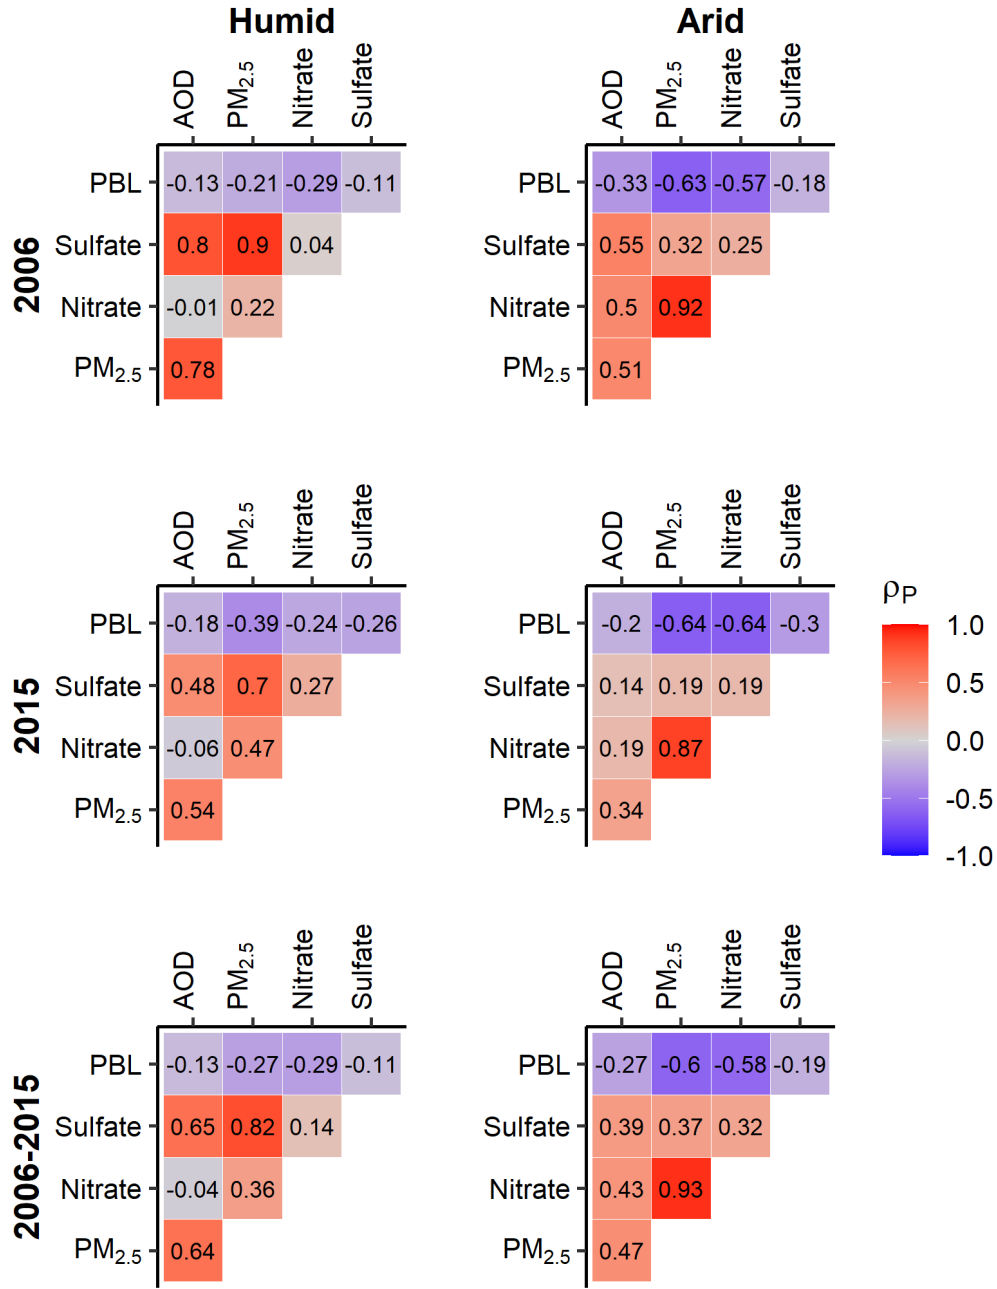 Humid
Arid
AOD
PM2.5
Nitrate
Sulfate
AOD
PM2.5
Nitrate
Sulfate
2006
PBL -0.13 -0.21 -0.29 -0.11
Sulfate 0.8 0.9 0.04
Nitrate -0.01 0.22
PM2.5 0.78
PBL -0.33 -0.63 -0.57 -0.18
Sulfate 0.55 0.32 0.25
Nitrate 0.5 0.92
PM2.5 0.51
AOD
PM2.5
Nitrate
Sulfate
AOD
PM2.5
Nitrate
Sulfate
2015
PBL -0.18 -0.39 -0.24 -0.26
Sulfate 0.48 0.7 0.27
Nitrate -0.06 0.47
PM2.5 0.54
PBL -0.2 -0.64 -0.64 -0.3
Sulfate 0.14 0.19 0.19
Nitrate 0.19 0.87
PM2.5 0.34
ρP
1.0
0.5
0.0
-0.5
-1.0
AOD
PM2.5
Nitrate
Sulfate
AOD
PM2.5
Nitrate
Sulfate
2006-2015
PBL -0.13 -0.27 -0.29 -0.11
Sulfate 0.65 0.82 0.14
Nitrate -0.04 0.36
PM2.5 0.64
PBL -0.27 -0.6 -0.58 -0.19
Sulfate 0.39 0.37 0.32
Nitrate 0.43 0.93
PM2.5 0.47